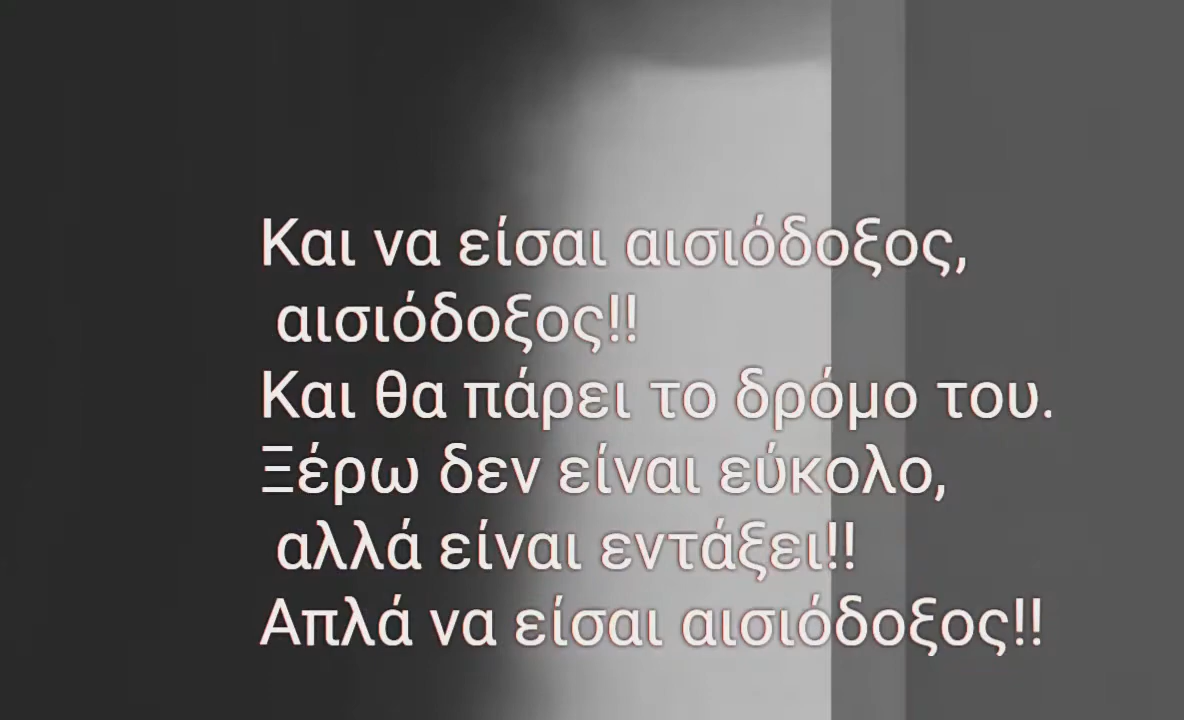 Και να είσαι αισιόδοξος,
αισιόδοξος!!
Και θα πάρει το δρόμο του.
Ξέρω δεν είναι εύκολο,
αλλά είναι εντάξει!!
Απλά να είσαι αισιόδοξος!!